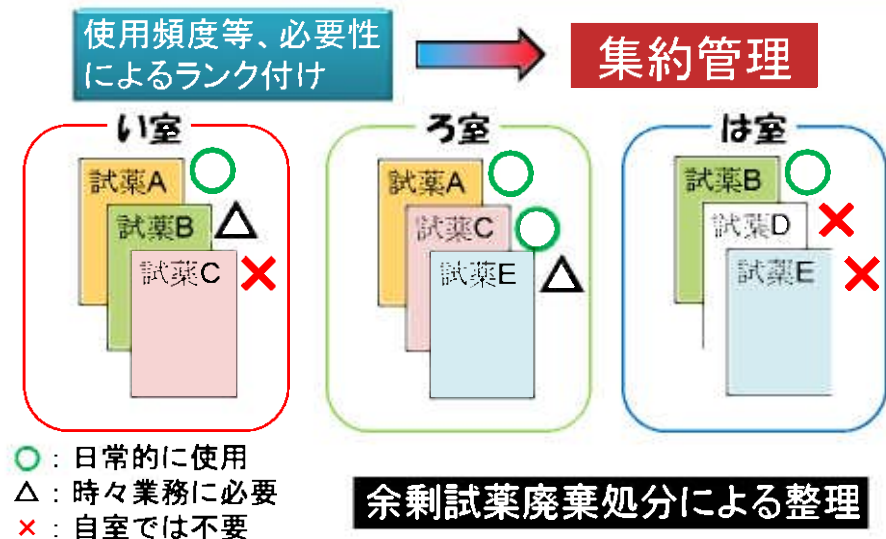 使用頻度等、必要性
によるランク付け
集約管理
い室
試薬A
試薬B
試薬C
ろ室
試薬A
試薬C
試薬E
は室
試薬B
試薬D
試薬E
○：日常的に使用
△：時々業務に必要
×：自室では不要
余剰試薬廃棄処分による整理